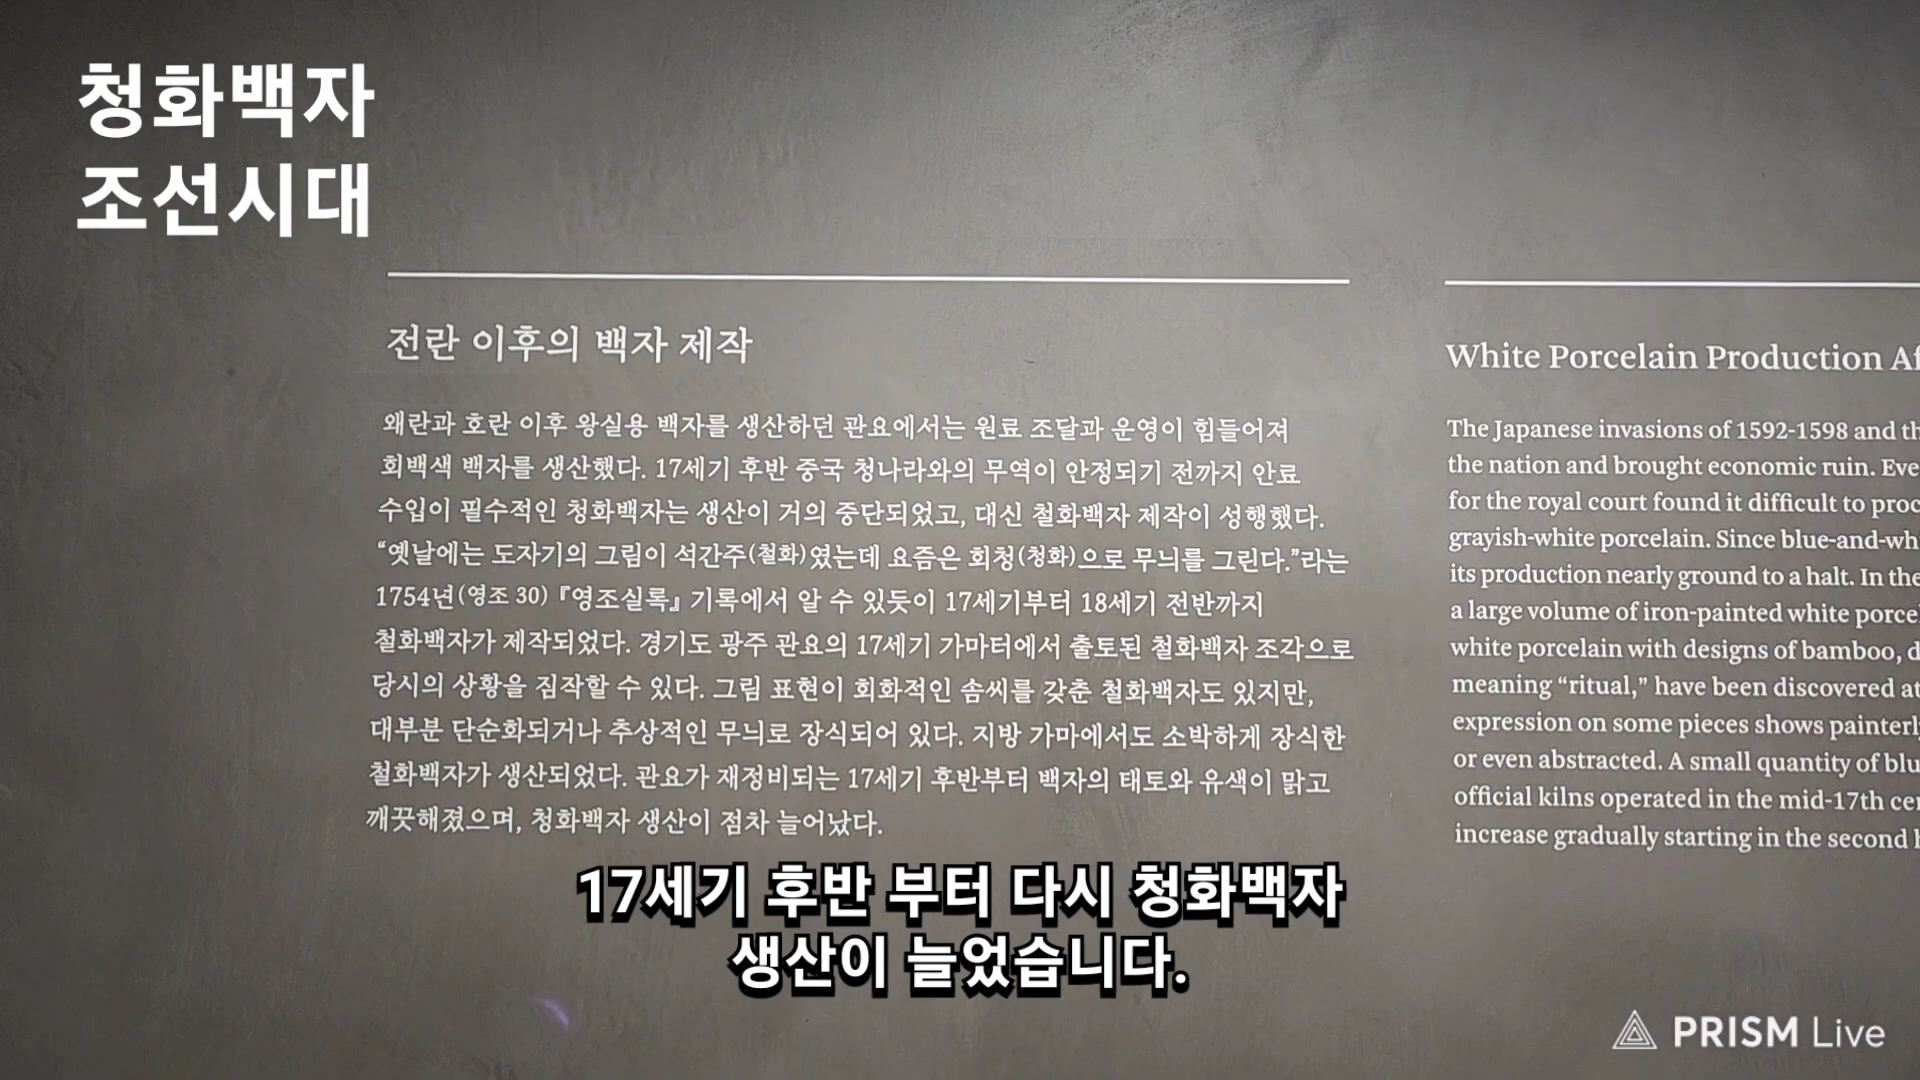 청화백자
조선시대
전란 이후의 백자 제작
왜란과 호란 이후 왕실용 백자를 생산하던 관요에서는 원료 조달과 운영이 힘들어져
회백색 백자를 생산했다. 17세기 후반 중국 청나라와의 무역이 안정되기 전까지 안료
수입이 필수적인 청화백자는 생산이 거의 중단되었고, 대신 철화백자 제작이 성행했다.
“옛날에는 도자기의 그림이 석간주(철화)였는데 요즘은 회청(청화)으로 무늬를 그린다.”라는
1754년(영조 30) 『영조실록』 기록에서 알 수 있듯이 17세기부터 18세기 전반까지
철화백자가 제작되었다. 경기도 광주 관요의 17세기 가마터에서 출토된 철화백자 조각으로
당시의 상황을 짐작할 수 있다. 그림 표현이 회화적인 솜씨를 갖춘 철화백자도 있지만,
대부분 단순화되거나 추상적인 무늬로 장식되어 있다. 지방 가마에서도 소박하게 장식한
철화백자가 생산되었다. 관요가 재정비되는 17세기 후반부터 백자의 태토와 유색이 맑고
깨끗해졌으며, 청화백자 생산이 점차 늘어났다.
White Porcelain Production Af
The Japanese invasions of 1592-1598 and th
the nation and brought economic ruin. Eve
for the royal court found it difficult to proc
grayish-white porcelain. Since blue-and-wh
its production nearly ground to a halt. In the
a large volume of iron-painted white porcel
white porcelain with designs of bamboo, d
meaning “ritual,” have been discovered at
expression on some pieces shows painterly
or even abstracted. A small quantity of blu
official kilns operated in the mid-17th cen
increase gradually starting in the second h
17세기 후반 부터 다시 청화백자
생산이 늘었습니다.
PRISM Live